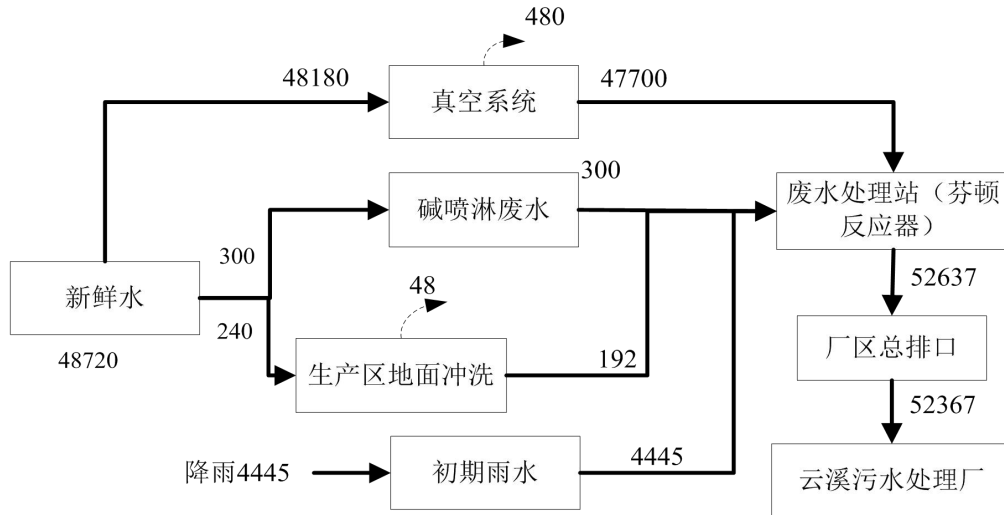 480
48180
47700
真空系统
300
碱喷淋废水
废水处理站（芬顿
反应器）
300
新鲜水
48
52637
240
48720
生产区地面冲洗
192
厂区总排口
52367
降雨4445
初期雨水
4445
云溪污水处理厂